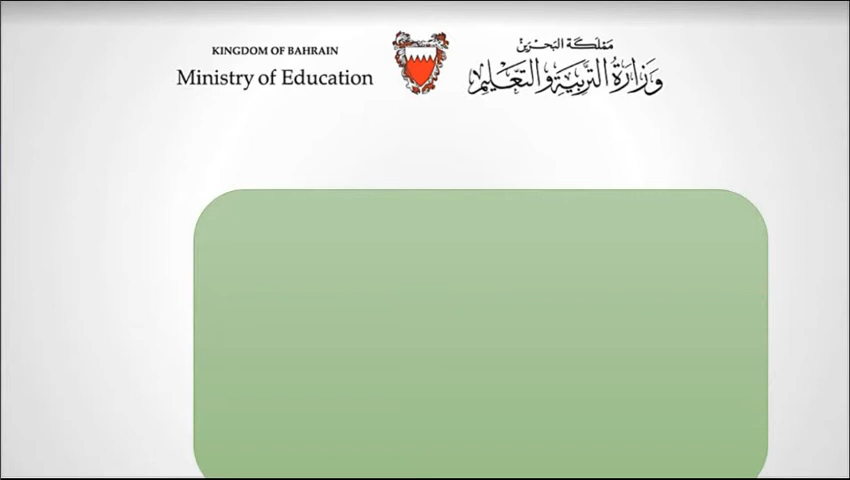 KINGDOM OF BAHRAIN
Ministry of Education
مملكة البحرين
وزارة التربية والتعليم